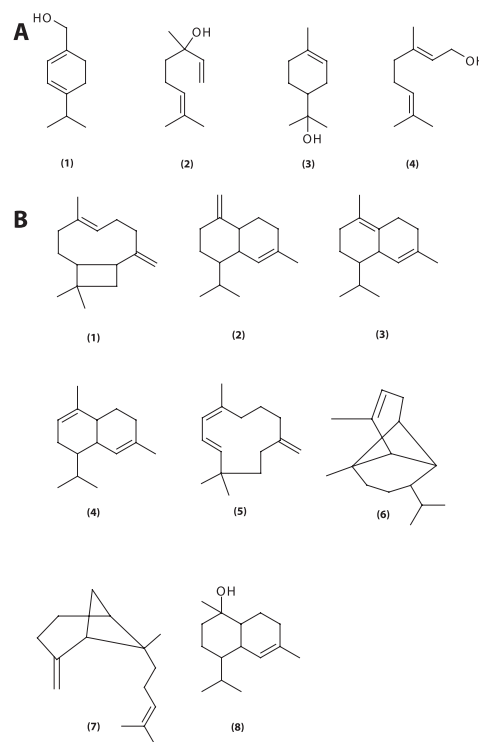 A
HO
OH
OH
OH
(1) (2) (3) (4)
B
(1) (2) (3)
(4) (5) (6)
OH
(7) (8)